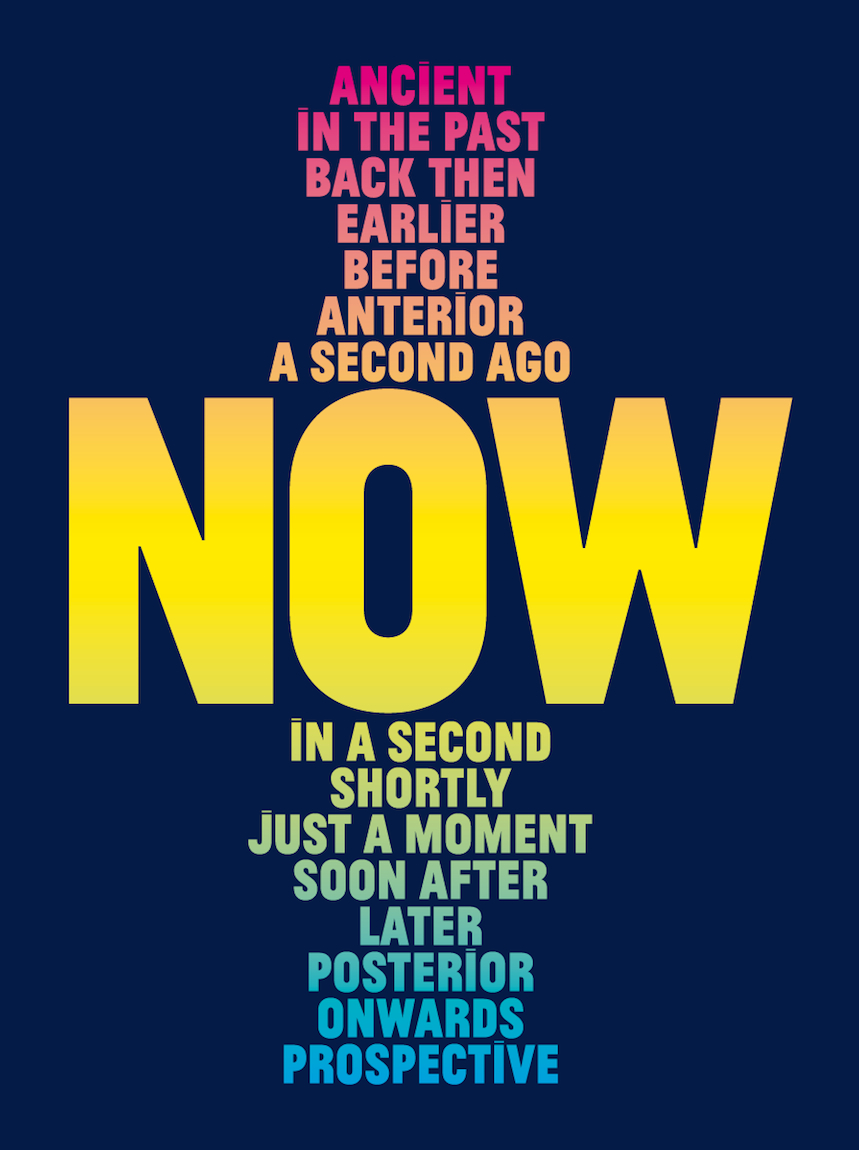 ANCIENT
IN THE PAST
BACK THEN
EARLIER
BEFORE
ANTERIOR
A SECOND AGO
NOW
IN A SECOND
SHORTLY
JUST A MOMENT
SOON AFTER
LATER
POSTERIOR
ONWARDS
PROSPECTIVE